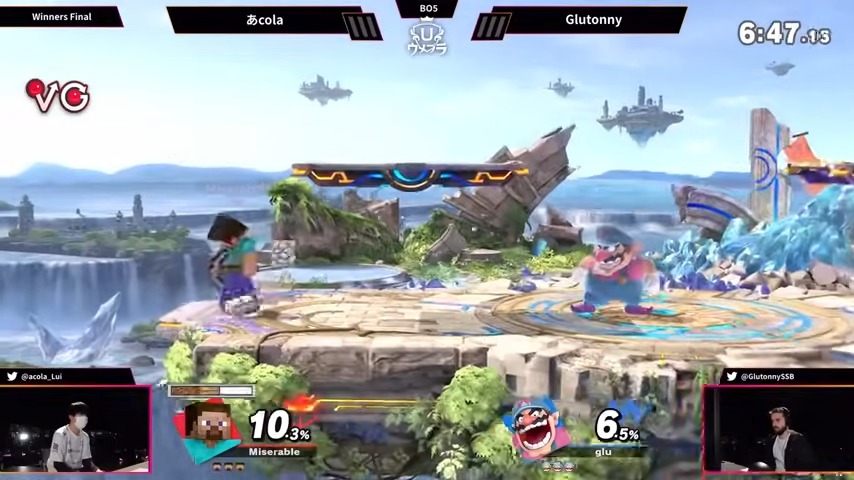 Winners Final
あcola
BO5
Glutonny
6:47.13
U
ウメブラ
VG
@acola_Lui
@GlutonnySSB
10.3%
Miserable
6.5%
glu